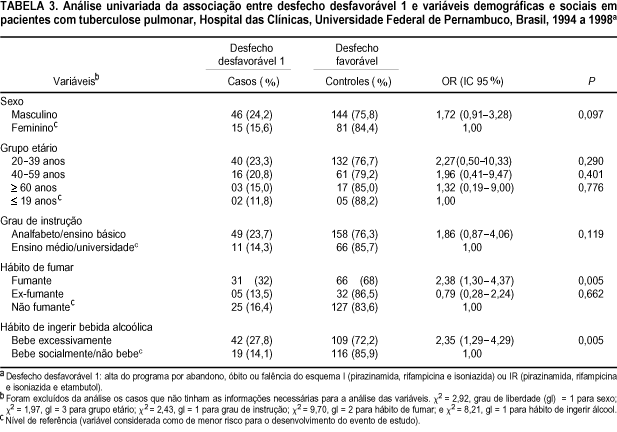 TABELA 3. Análise univariada da associação entre desfecho desfavorável 1 e variáveis demográficas e sociais em
pacientes com tuberculose pulmonar, Hospital das Clínicas, Universidade Federal de Pernambuco, Brasil, 1994 a 1998a
Desfecho Desfecho
desfavorável 1 favorável
Variáveisb Casos (%) Controles (%) OR (IC 95 %) P
Sexo
Masculino 46 (24,2) 144 (75,8) 1,72 (0,91–3,28) 0,097
Femininoc 15 (15,6) 81 (84,4) 1,00
Grupo etário
20–39 anos 40 (23,3) 132 (76,7) 2,27(0,50–10,33) 0,290
40–59 anos 16 (20,8) 61 (79,2) 1,96 (0,41–9,47) 0,401
≥ 60 anos 03 (15,0) 17 (85,0) 1,32 (0,19– 9,00) 0,776
≤ 19 anosc 02 (11,8) 05 (88,2) 1,00
Grau de instrução
Analfabeto/ensino básico 49 (23,7) 158 (76,3) 1,86 (0,87–4,06) 0,119
Ensino médio/universidadec 11 (14,3) 66 (85,7) 1,00
Hábito de fumar
Fumante 31 (32) 66 (68) 2,38 (1,30–4,37) 0,005
Ex-fumante 05 (13,5) 32 (86,5) 0,79 (0,28–2,24) 0,662
Não fumantec 25 (16,4) 127 (83,6) 1,00
Hábito de ingerir bebida alcoólica
Bebe excessivamente 42 (27,8) 109 (72,2) 2,35 (1,29–4,29) 0,005
Bebe socialmente/não bebec 19 (14,1) 116 (85,9) 1,00
a Desfecho desfavorável 1: alta do programa por abandono, óbito ou falência do esquema I (pirazinamida, rifampicina e isoniazida) ou IR (pirazinamida, rifampicina
e isoniazida e etambutol).
b Foram excluídos da análise os casos que não tinham as informações necessárias para a análise das variáveis. χ2 = 2,92, grau de liberdade (gl) = 1 para sexo;
χ2 = 1,97, gl = 3 para grupo etário; χ2 = 2,43, gl = 1 para grau de instrução; χ2 = 9,70, gl = 2 para hábito de fumar; e χ2 = 8,21, gl = 1 para hábito de ingerir álcool.
c Nível de referência (variável considerada como de menor risco para o desenvolvimento do evento de estudo).